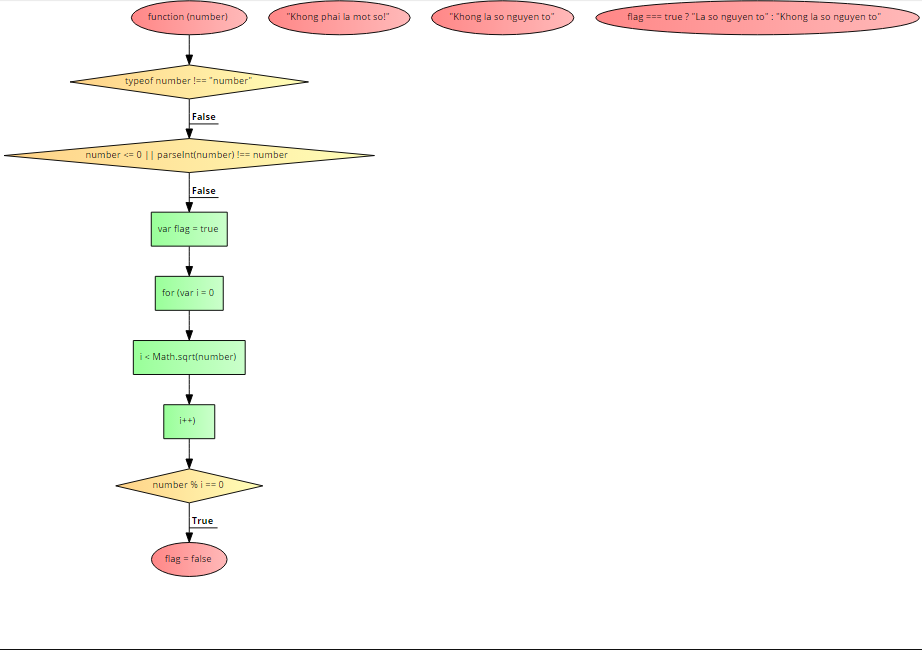 function (number)
"Khong phai la mot so!"
"Khong la so nguyen to"
flag === true ? "La so nguyen to" : "Khong la so nguyen to"
typeof number !== "number"
False
number <= 0 || parseInt(number) !== number
False
var flag = true
for (var i = 0
i < Math.sqrt(number)
i++)
number % i == 0
True
flag = false